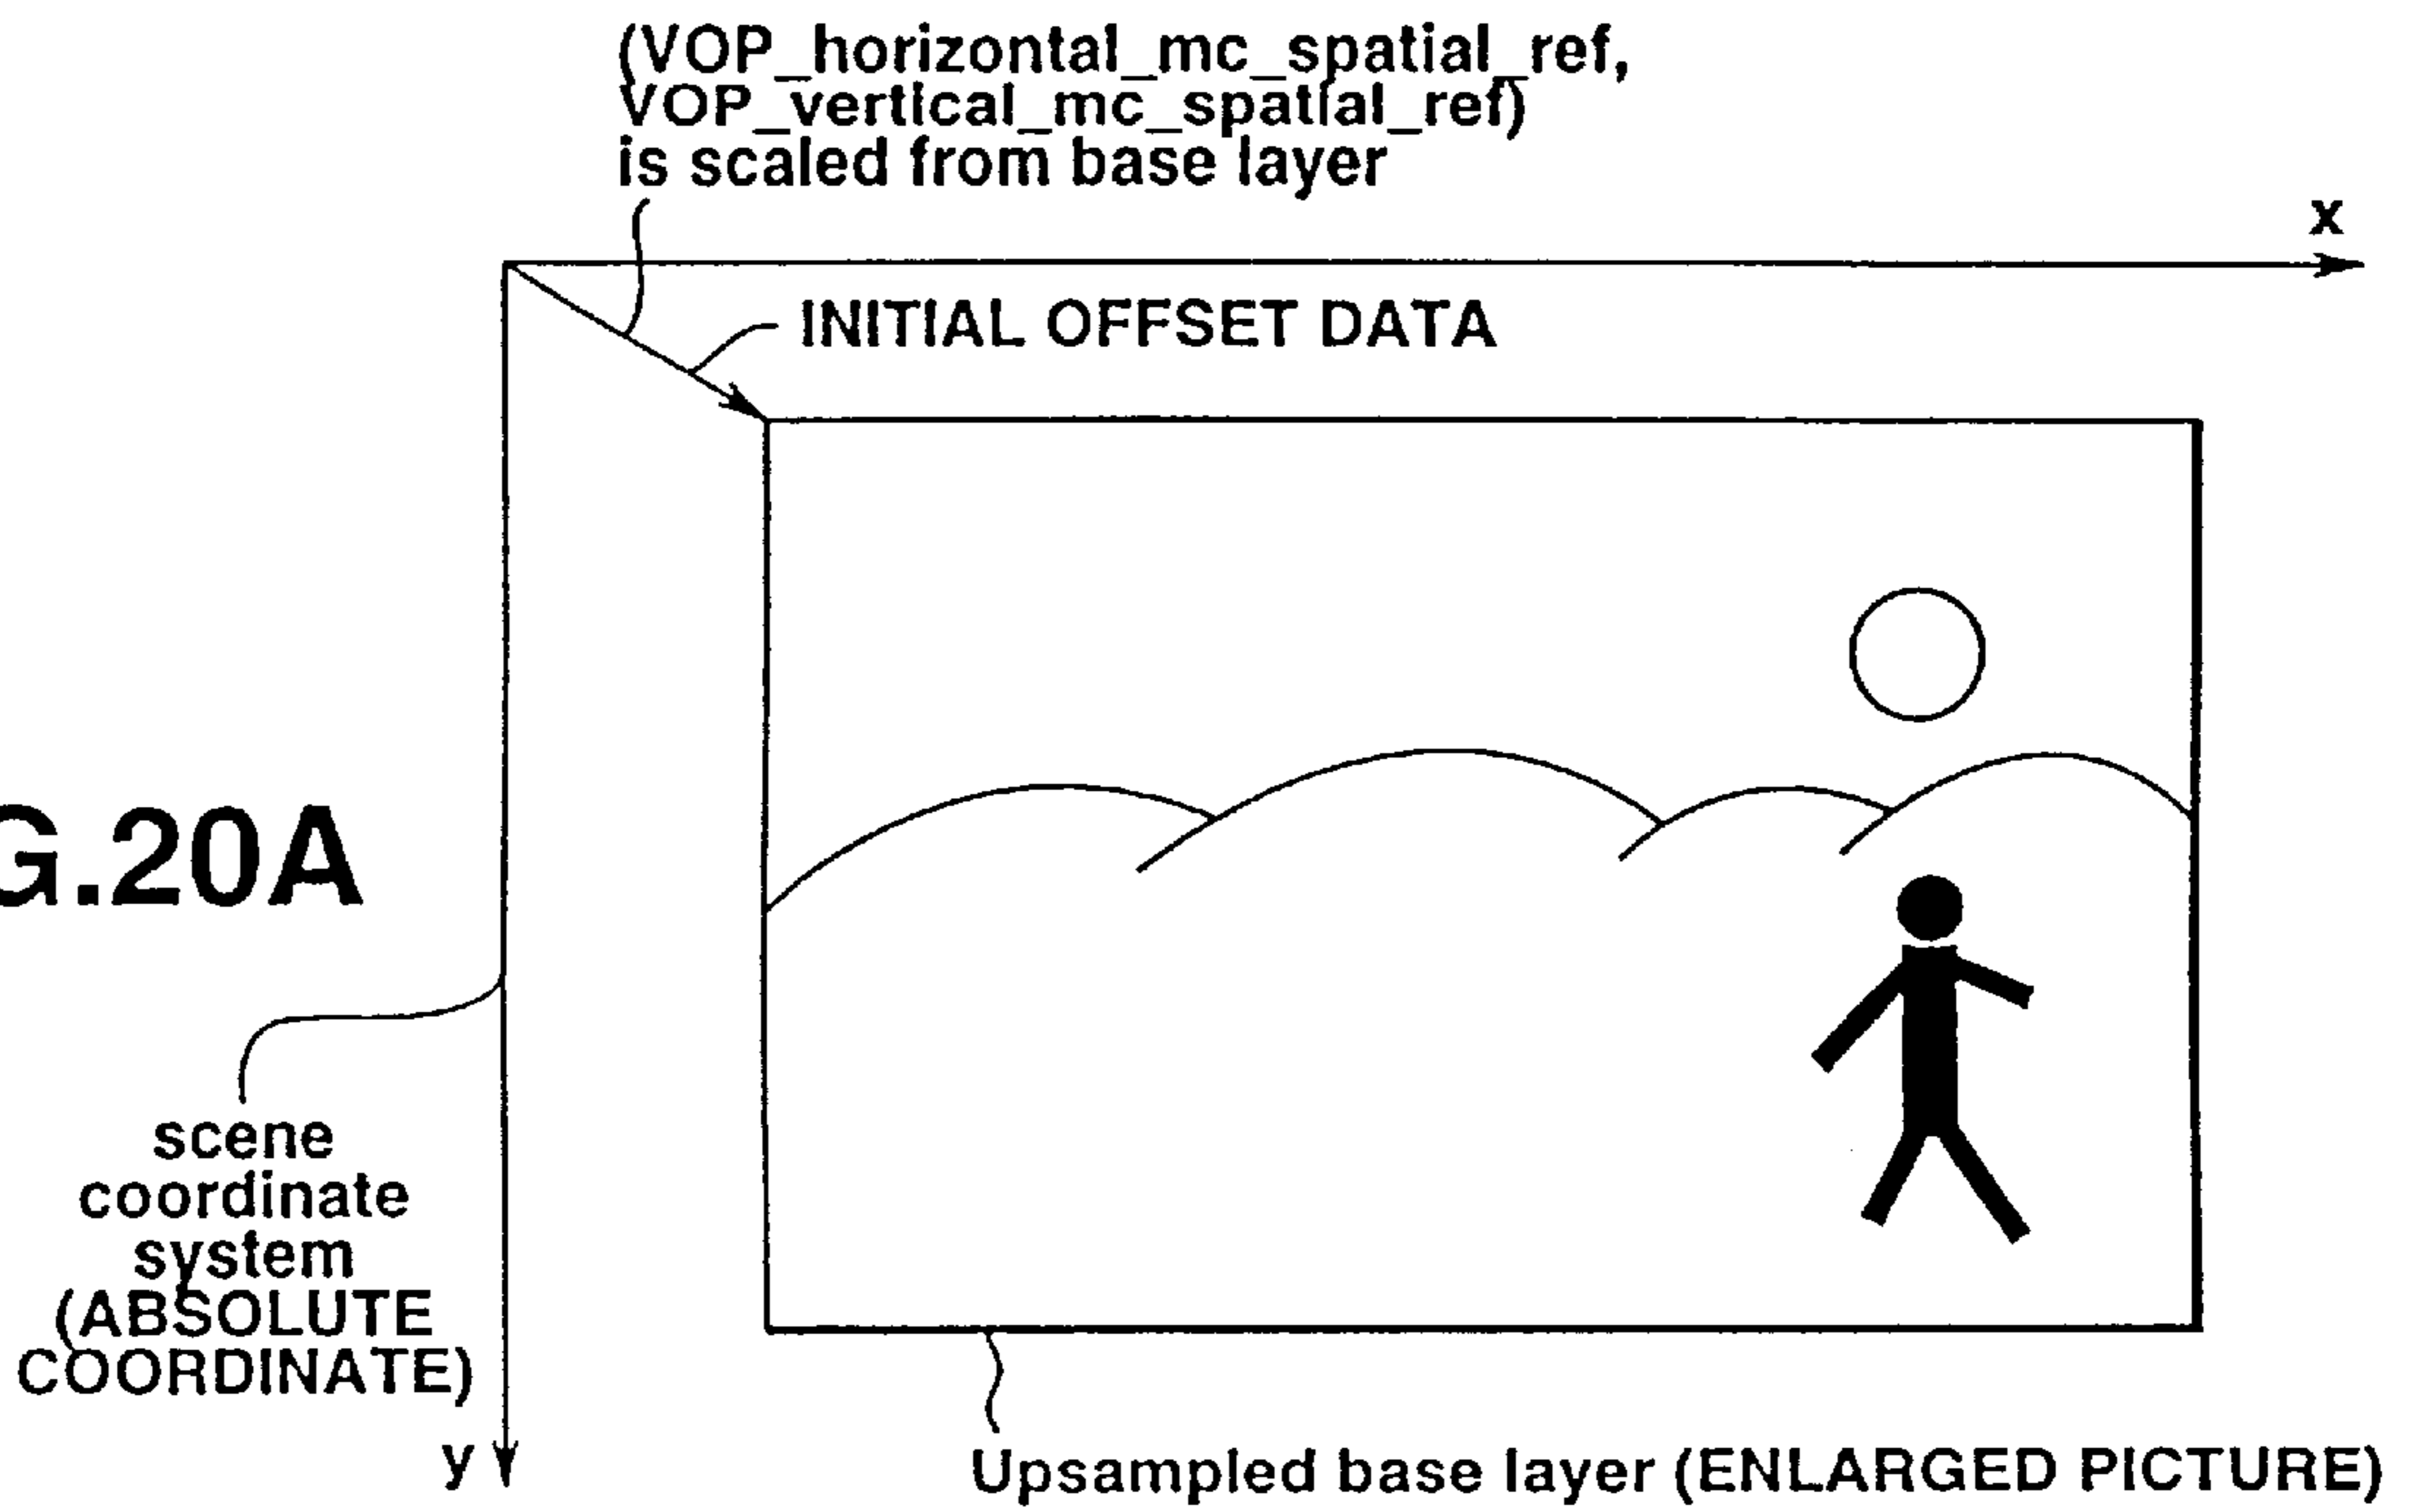 (VOP_horizontal_mc_spatial_ref,
VOP_vertical_mc_spatial_ref)
is scaled from base layer
x
INITIAL OFFSET DATA
G.20A
scene
coordinate
system
(ABSOLUTE
COORDINATE)
y
Upsampled base layer (ENLARGED PICTURE)